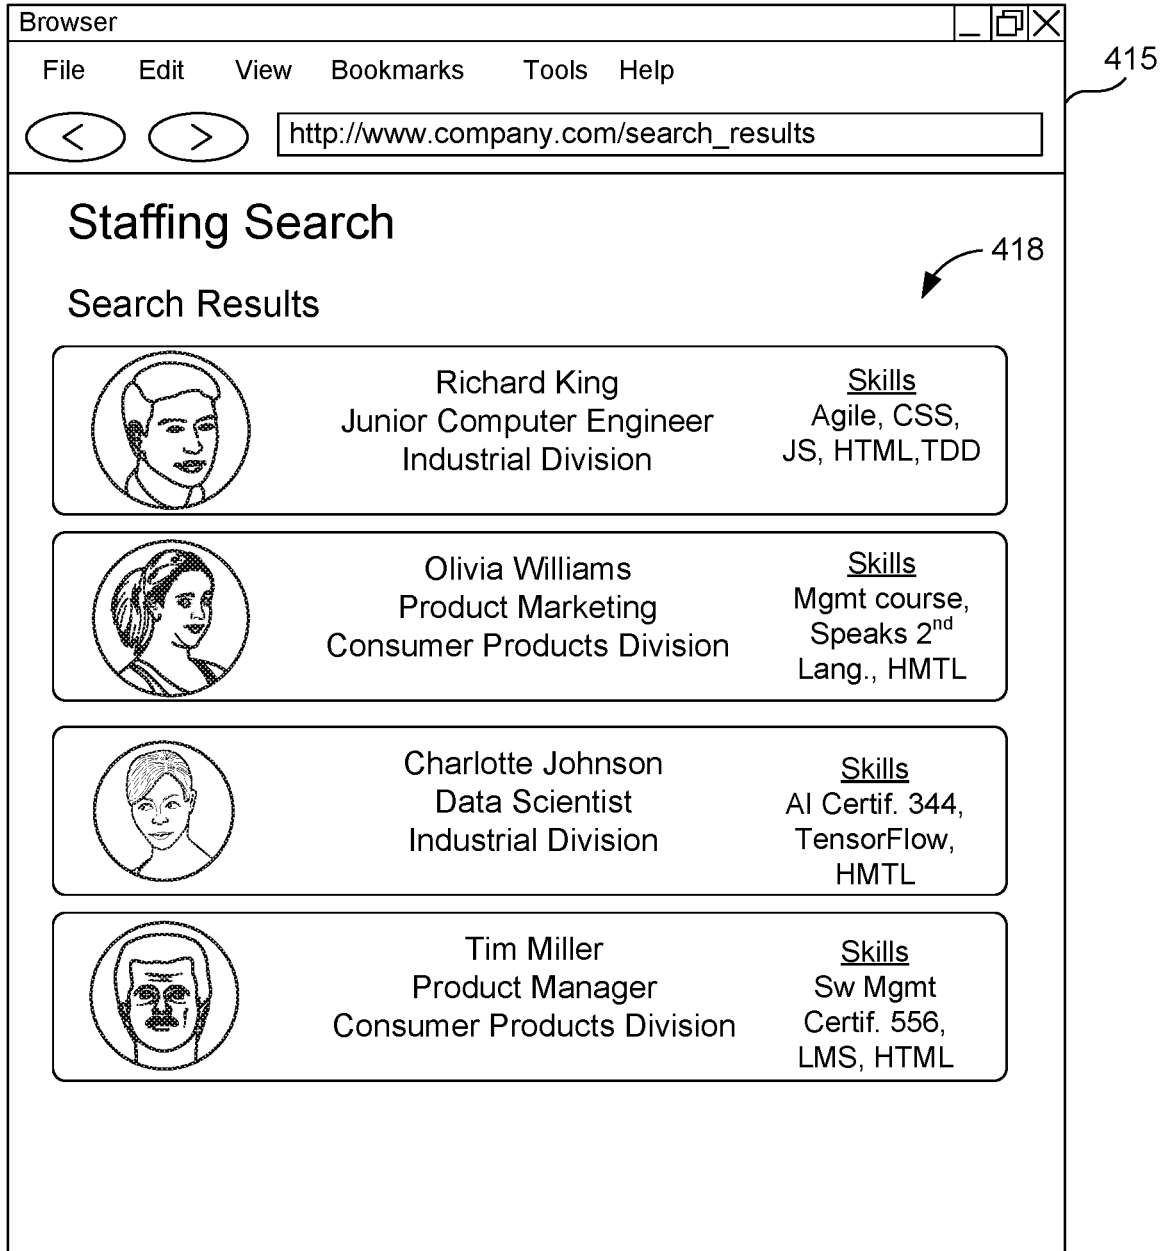 Browser
File Edit View Bookmarks Tools Help
415
< >
http://www.company.com/search_results
Staffing Search
418
Search Results
Richard King
Junior Computer Engineer
Industrial Division
Skills
Agile, CSS,
JS, HTML,TDD
Olivia Williams
Product Marketing
Consumer Products Division
Skills
Mgmt course,
Speaks 2nd
Lang., HMTL
Charlotte Johnson
Data Scientist
Industrial Division
Skills
AI Certif. 344,
TensorFlow,
HMTL
Tim Miller
Product Manager
Consumer Products Division
Skills
Sw Mgmt
Certif. 556,
LMS, HTML